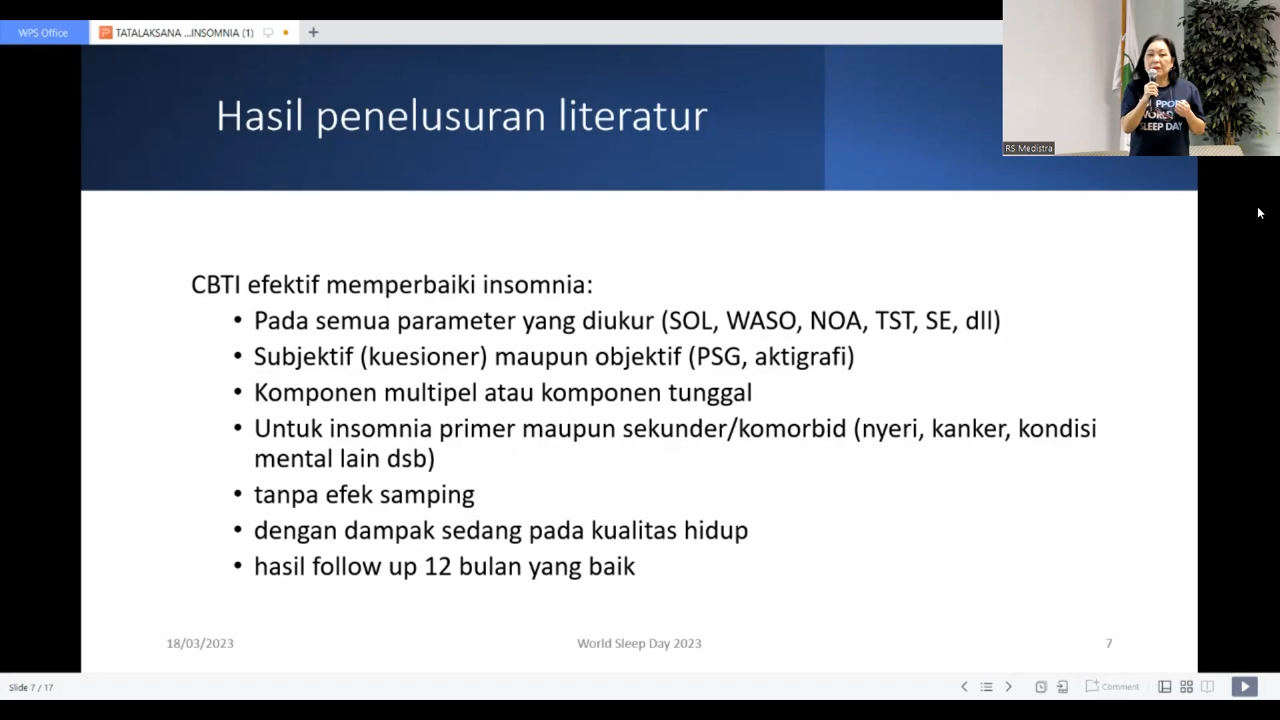 WPS Office
TATALAKSANA ...INSOMNIA (1)
Hasil penelusuran literatur
WORLD
SLEEP DAY
RS Medistra
CBTI efektif memperbaiki insomnia:
• Pada semua parameter yang diukur (SOL, WASO, NOA, TST, SE, dll)
• Subjektif (kuesioner) maupun objektif (PSG, aktigrafi)
• Komponen multipel atau komponen tunggal
• Untuk insomnia primer maupun sekunder/komorbid (nyeri, kanker, kondisi
mental lain dsb)
• tanpa efek samping
• dengan dampak sedang pada kualitas hidup
• hasil follow up 12 bulan yang baik
18/03/2023
World Sleep Day 2023
7
Slide 7 / 17
Comment